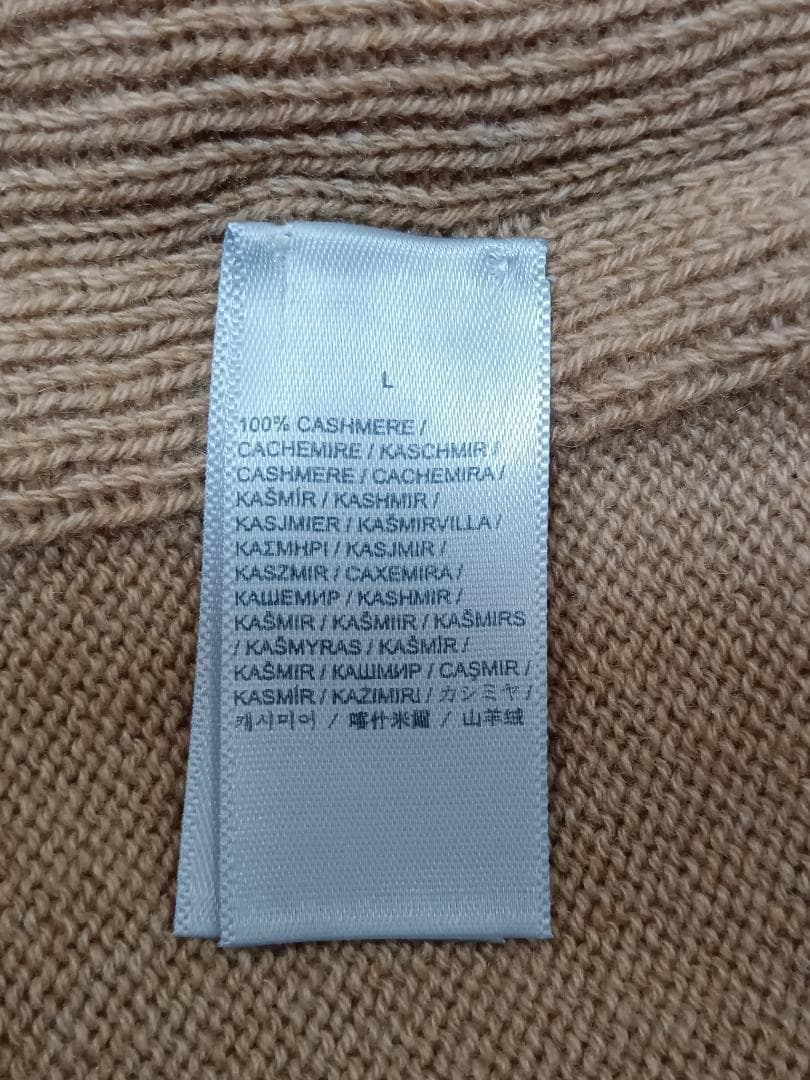 L
100% CASHMERE /
CACHEMIRE / KASCHMIR /
CASHMERE / CACHEMIRA /
KAŠMÍR / KASHMIR /
KASJMIER / KAŠMIRVILLA /
ΚΑΣΜΗΡΙ / KASJMIR /
KASZMIR / CAXEMIRA /
КАШЕМИР / KASHMIR /
KAŠMIR / KAŠMIIR / KAŠMIRS
/ KAŠMYRAS / KAŠMÍR /
KAŠMIR / КАШМИР / CAŞMIR /
KASMİR / KAZIMIRI / カシミヤ /
캐시미어 / 喀什米爾 / 山羊绒